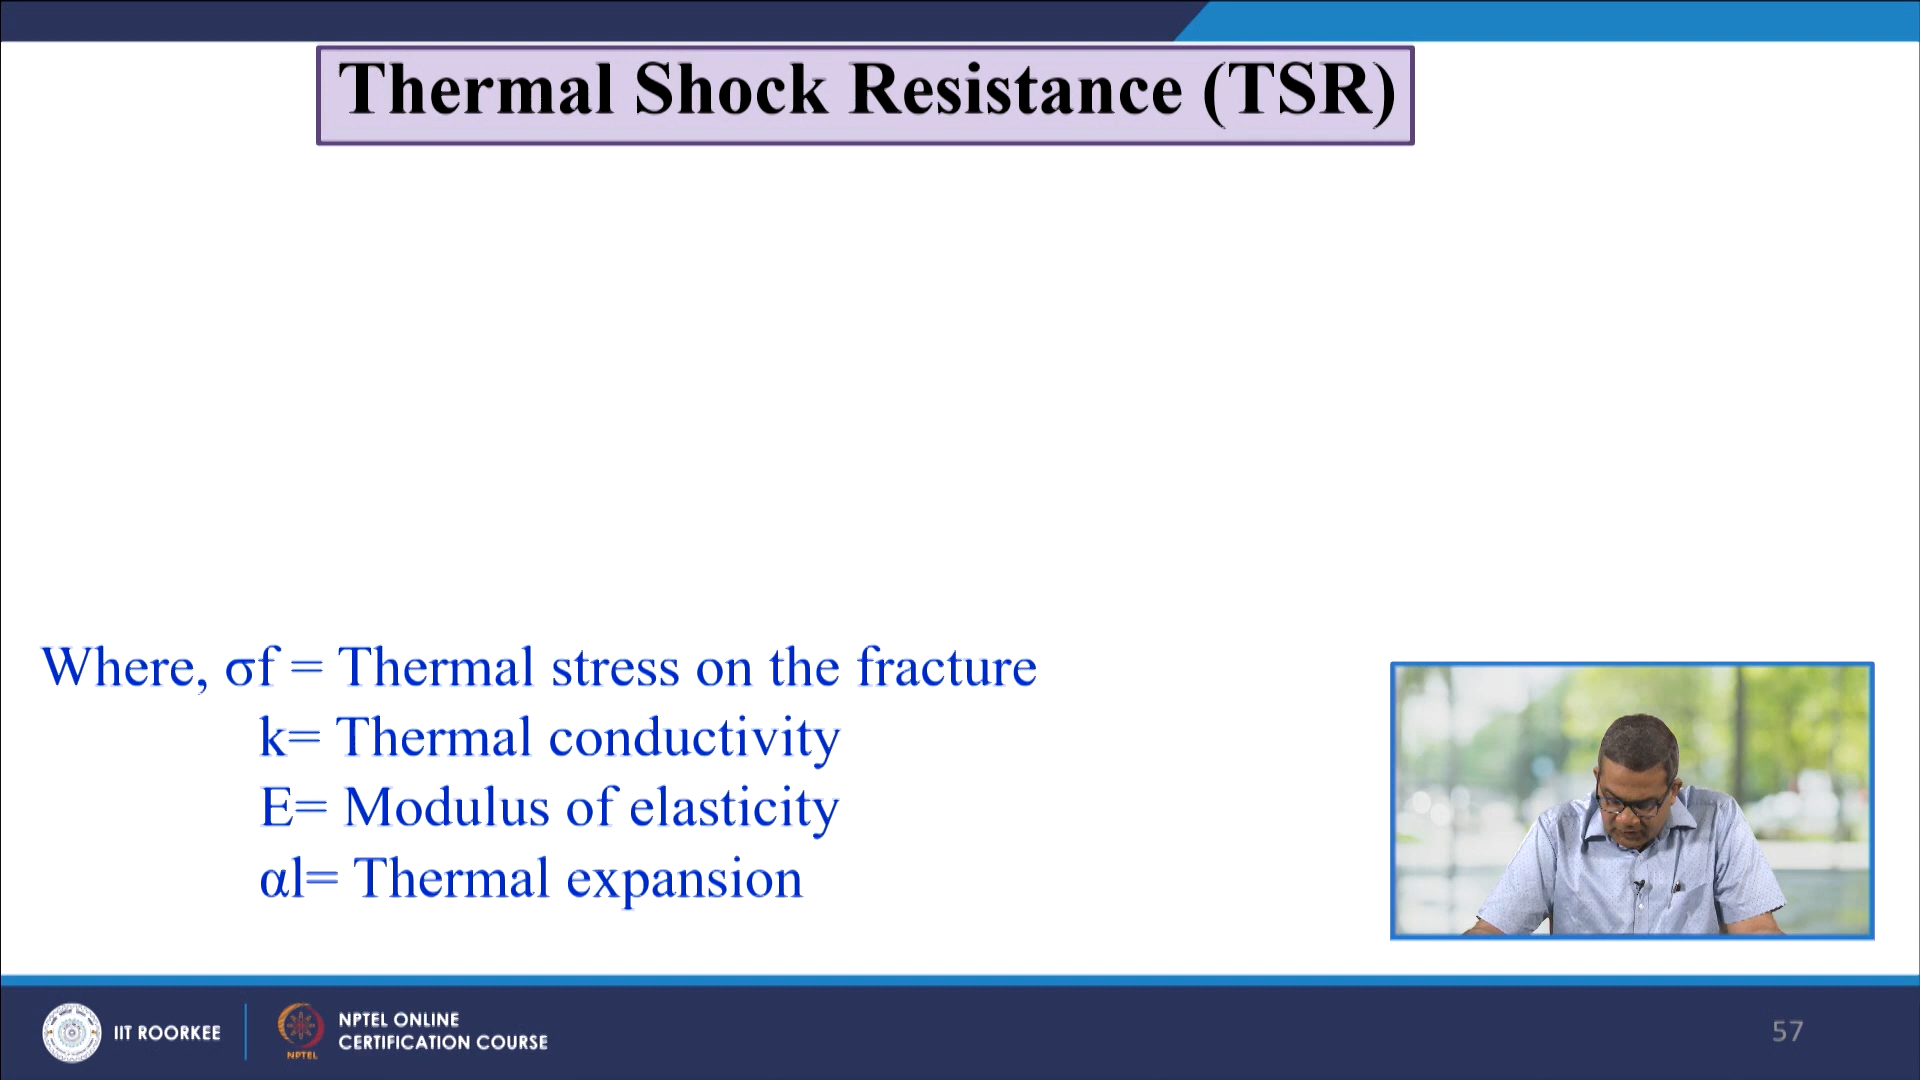 Thermal Shock Resistance (TSR)
Where, σf = Thermal stress on the fracture
k= Thermal conductivity
E= Modulus of elasticity
αl= Thermal expansion
IIT ROORKEE
NPTEL
NPTEL ONLINE
CERTIFICATION COURSE
57